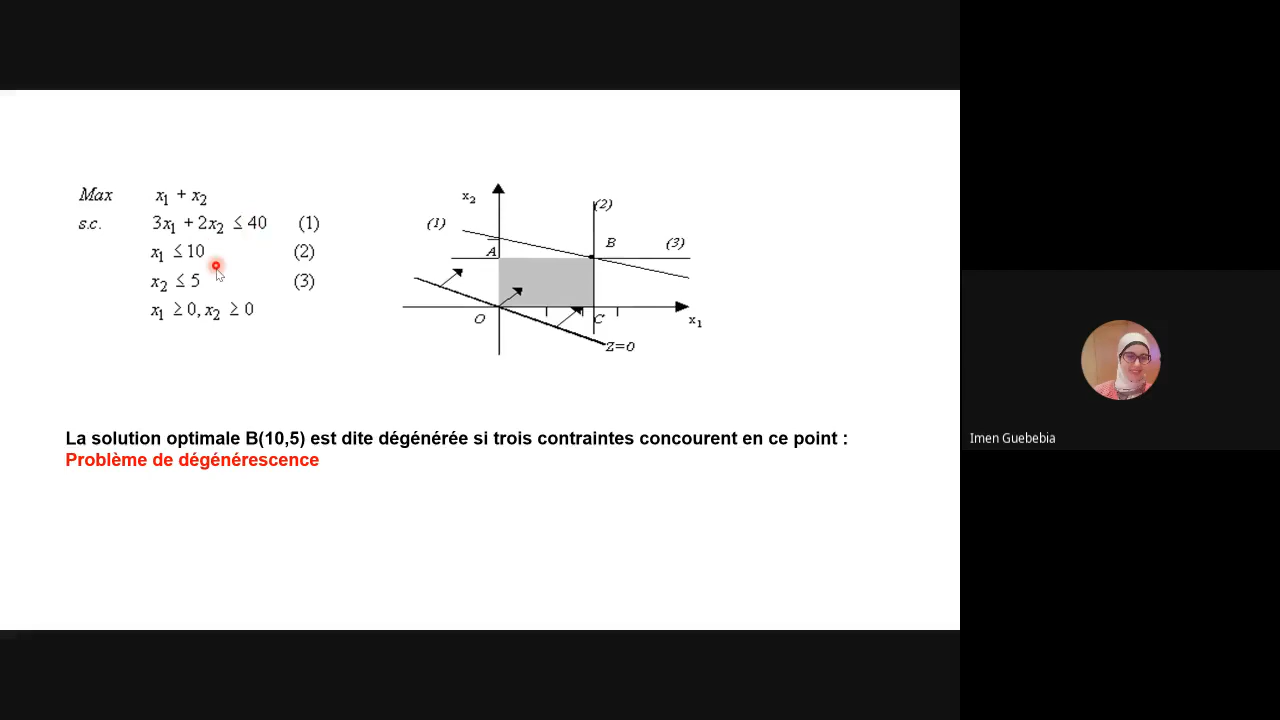 Max x₁ + x₂
s.c. 3x₁ + 2x₂ ≤ 40 (1)
x₁ ≤ 10 (2)
x₂ ≤ 5 (3)
x₁ ≥ 0, x₂ ≥ 0
x₂
(1)
(2)
A
B
(3)
O
C
x₁
Z=0
La solution optimale B(10,5) est dite dégénérée si trois contraintes concourent en ce point :
Problème de dégénérescence
Imen Guebebia